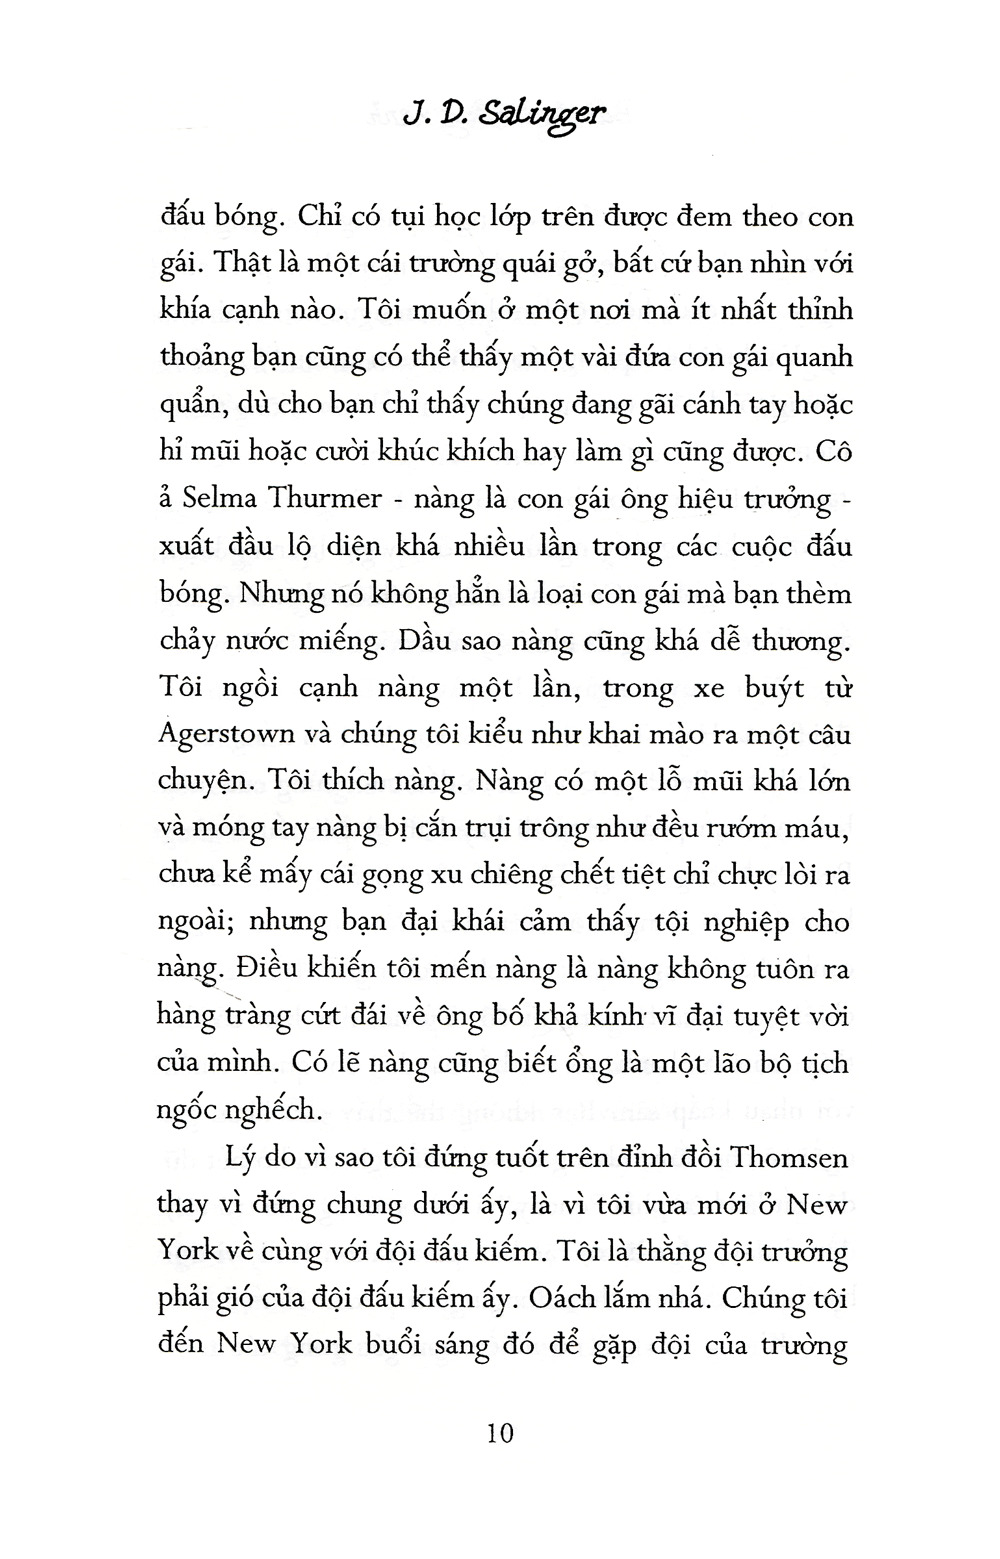 J. D. Salinger
đấu bóng. Chỉ có tụi học lớp trên được đem theo con
gái. Thật là một cái trường quái gở, bất cứ bạn nhìn với
khía cạnh nào. Tôi muốn ở một nơi mà ít nhất thỉnh
thoảng bạn cũng có thể thấy một vài đứa con gái quanh
quẩn, dù cho bạn chỉ thấy chúng đang gãi cánh tay hoặc
hỉ mũi hoặc cười khúc khích hay làm gì cũng được. Cô
ả Selma Thurmer - nàng là con gái ông hiệu trưởng -
xuất đầu lộ diện khá nhiều lần trong các cuộc đấu
bóng. Nhưng nó không hẳn là loại con gái mà bạn thèm
chảy nước miếng. Dầu sao nàng cũng khá dễ thương.
Tôi ngồi cạnh nàng một lần, trong xe buýt từ
Agerstown và chúng tôi kiểu như khai mào ra một câu
chuyện. Tôi thích nàng. Nàng có một lỗ mũi khá lớn
và móng tay nàng bị cắn trụi trông như đều rướm máu,
chưa kể mấy cái gọng xu chiêng chết tiệt chỉ chực lòi ra
ngoài; nhưng bạn đại khái cảm thấy tội nghiệp cho
nàng. Điều khiến tôi mến nàng là nàng không tuôn ra
hàng tràng cứt đái về ông bố khả kính vĩ đại tuyệt vời
của mình. Có lẽ nàng cũng biết ổng là một lão bộ tịch
ngốc nghếch.
Lý do vì sao tôi đứng tuốt trên đỉnh đồi Thomsen
thay vì đứng chung dưới ấy, là vì tôi vừa mới ở New
York về cùng với đội đấu kiếm. Tôi là thằng đội trưởng
phải gió của đội đấu kiếm ấy. Oách lắm nhá. Chúng tôi
đến New York buổi sáng đó để gặp đội của trường
10